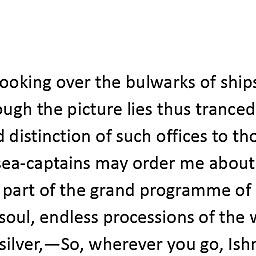 ooking over the bulwarks of ships
ough the picture lies thus tranced
d distinction of such offices to tho
sea-captains may order me about
part of the grand programme of
soul, endless processions of the w
silver,—So, wherever you go, Ishm